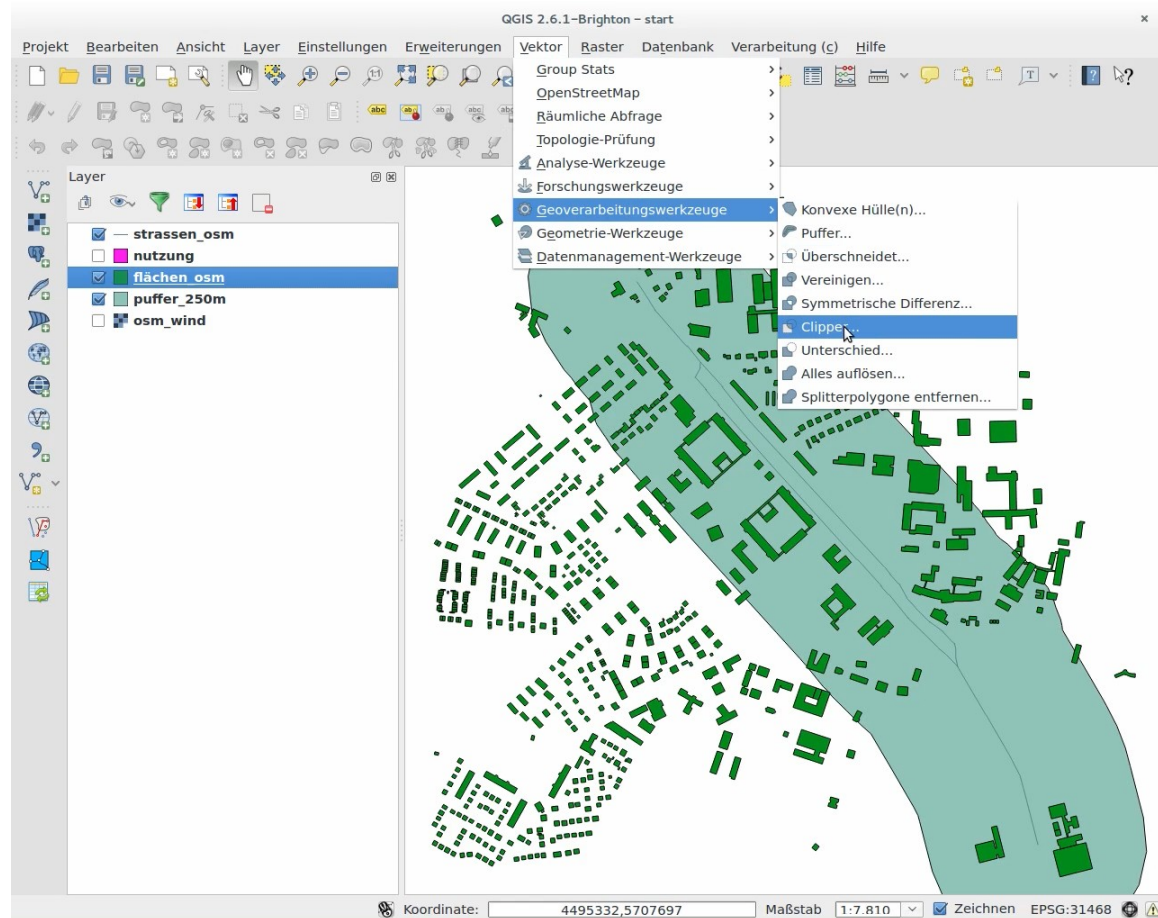 QGIS 2.6.1-Brighton - start
Projekt Bearbeiten Ansicht Layer Einstellungen Erweiterungen Vektor Raster Datenbank Verarbeitung (c) Hilfe
Group Stats
OpenStreetMap
Räumliche Abfrage
Topologie-Prüfung
Analyse-Werkzeuge
Forschungswerkzeuge
Geoverarbeitungswerkzeuge
Geometrie-Werkzeuge
Datenmanagement-Werkzeuge
Konvexe Hülle(n)...
Puffer...
Überschneidet...
Vereinigen...
Symmetrische Differenz...
Unterschied...
Alles auflösen...
Splitterpolygone entfernen...
Layer
strassen_osm
nutzung
flächen_osm
puffer_250m
osm_wind
Koordinate: 4495332,5707697 Maßstab 1:7.810 Zeichnen EPSG:31468